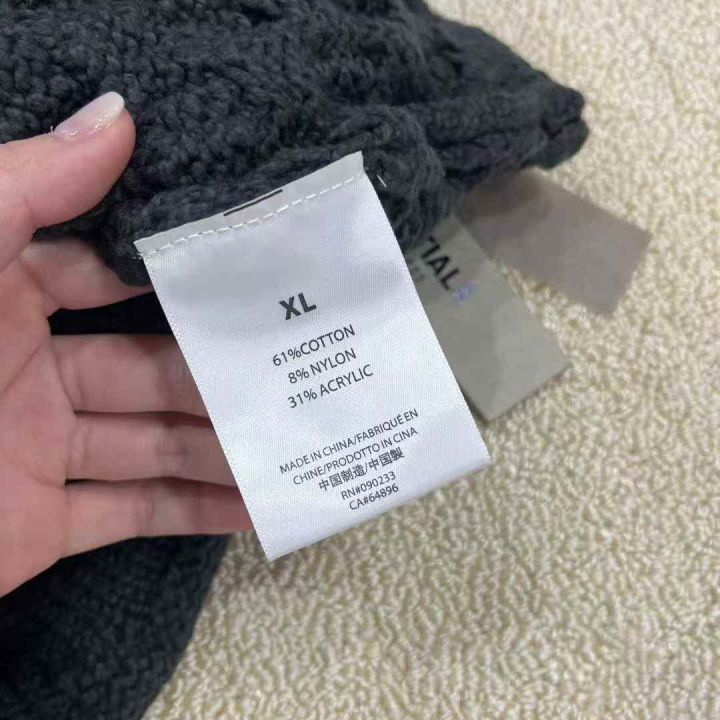 XL
61%COTTON
8% NYLON
31% ACRYLIC
MADE IN CHINA/FABRIQUÉ EN
CHINE/PRODOTTO IN CINA
中国制造/中国製
RN#090233
CA#64896
TIAL